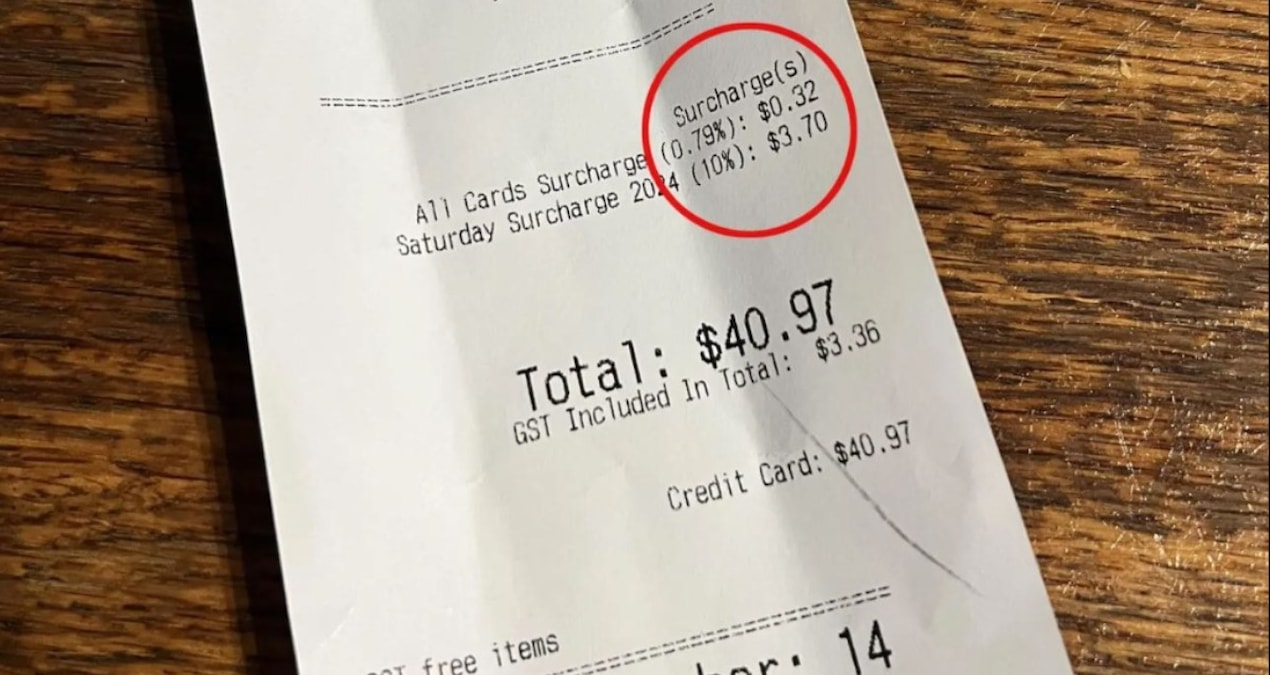 Surcharge(s)
All Cards Surcharge (0.79%): $0.32
Saturday Surcharge 2024 (10%): $3.70
Total: $40.97
GST Included In Total: $3.36
Credit Card: $40.97
free items
14